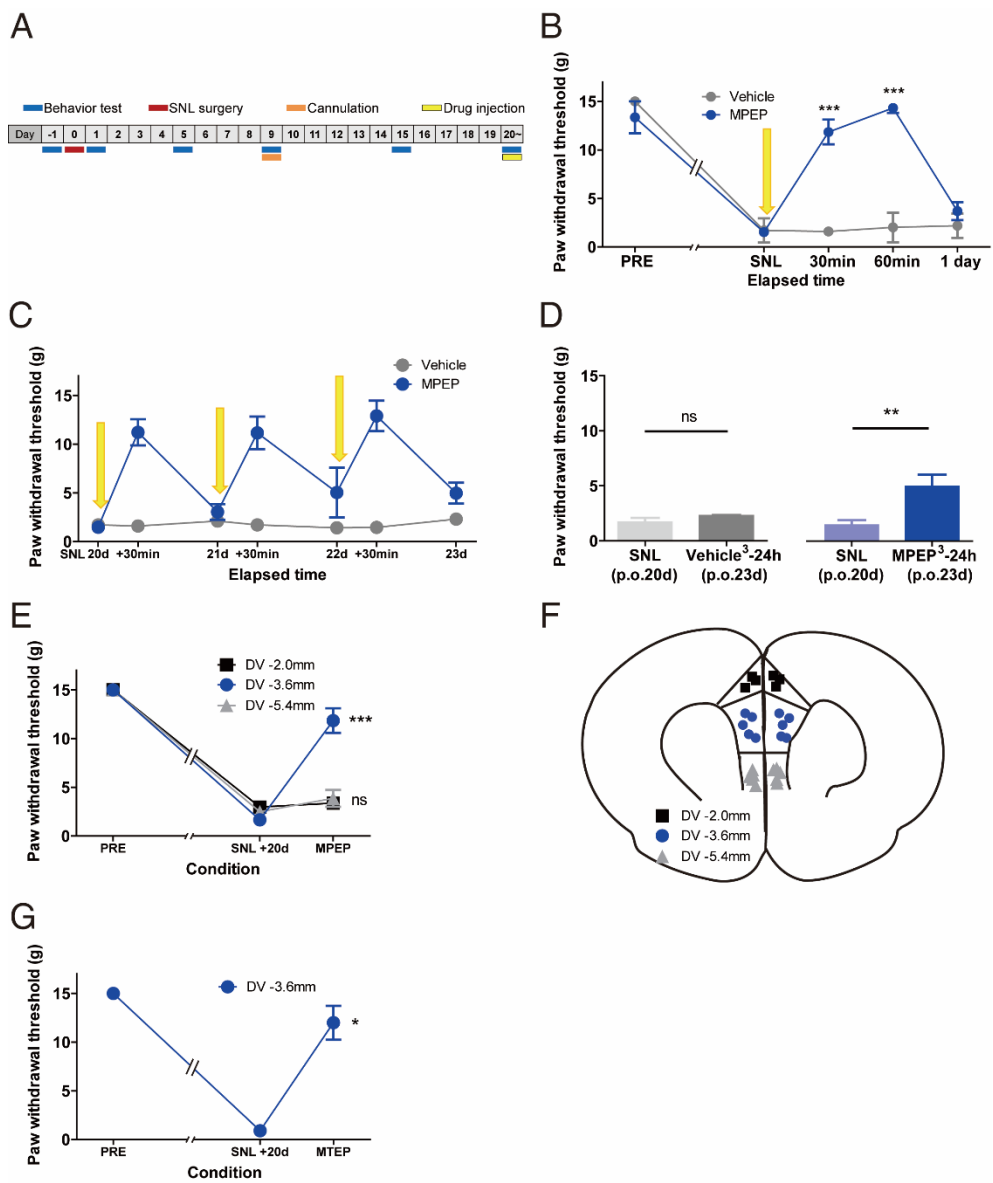 A
Behavior test SNL surgery Cannulation Drug injection
Day -1 0 1 2 3 4 5 6 7 8 9 10 11 12 13 14 15 16 17 18 19 20~
B
Paw withdrawal threshold (g)
15
10
5
0
Vehicle
MPEP
*** ***
PRE SNL 30min 60min 1 day
Elapsed time
C
Paw withdrawal threshold (g)
15
10
5
0
Vehicle
MPEP
SNL 20d +30min 21d +30min 22d +30min 23d
Elapsed time
D
Paw withdrawal threshold (g)
15
10
5
0
ns **
SNL Vehicle³-24h SNL MPEP³-24h
(p.o.20d) (p.o.23d) (p.o.20d) (p.o.23d)
E
Paw withdrawal threshold (g)
15
10
5
0
DV -2.0mm
DV -3.6mm
DV -5.4mm
***
ns
PRE SNL +20d MPEP
Condition
F
DV -2.0mm
DV -3.6mm
DV -5.4mm
G
Paw withdrawal threshold (g)
15
10
5
0
DV -3.6mm
*
PRE SNL +20d MTEP
Condition